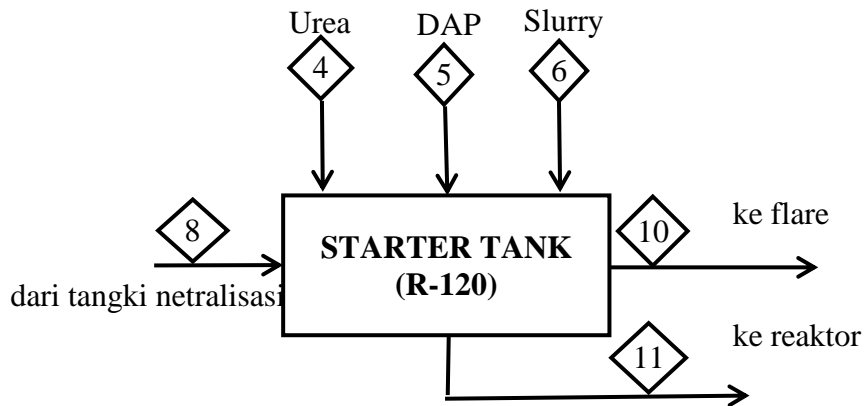 Urea
DAP
Slurry
4
5
6
8
dari tangki netralisasi
STARTER TANK
(R-120)
10
ke flare
11
ke reaktor